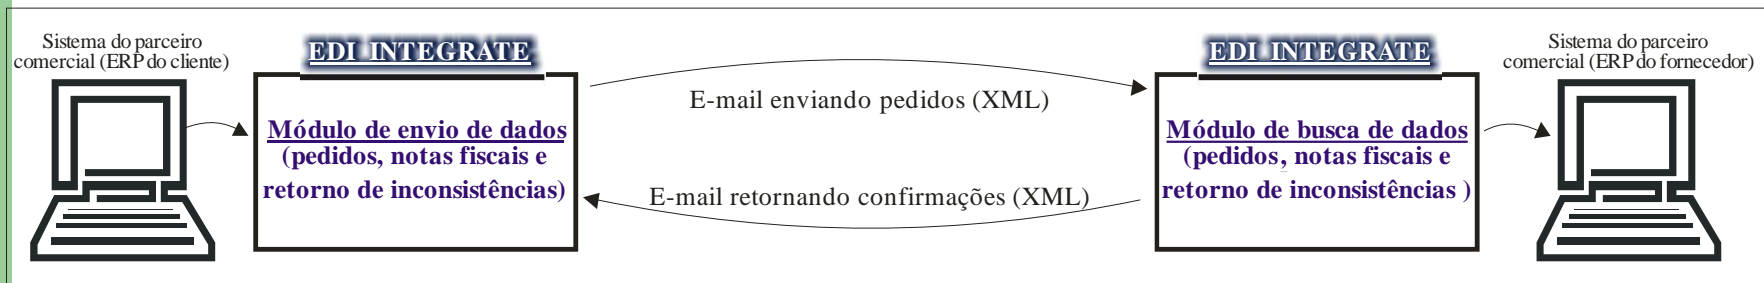 Sistema do parceiro
comercial (ERP do cliente)
EDI INTEGRATE
Módulo de envio de dados
(pedidos, notas fiscais e
retorno de inconsistências)
E-mail enviando pedidos (XML)
E-mail retornando confirmações (XML)
EDI INTEGRATE
Módulo de busca de dados
(pedidos, notas fiscais e
retorno de inconsistências )
Sistema do parceiro
comercial (ERP do fornecedor)